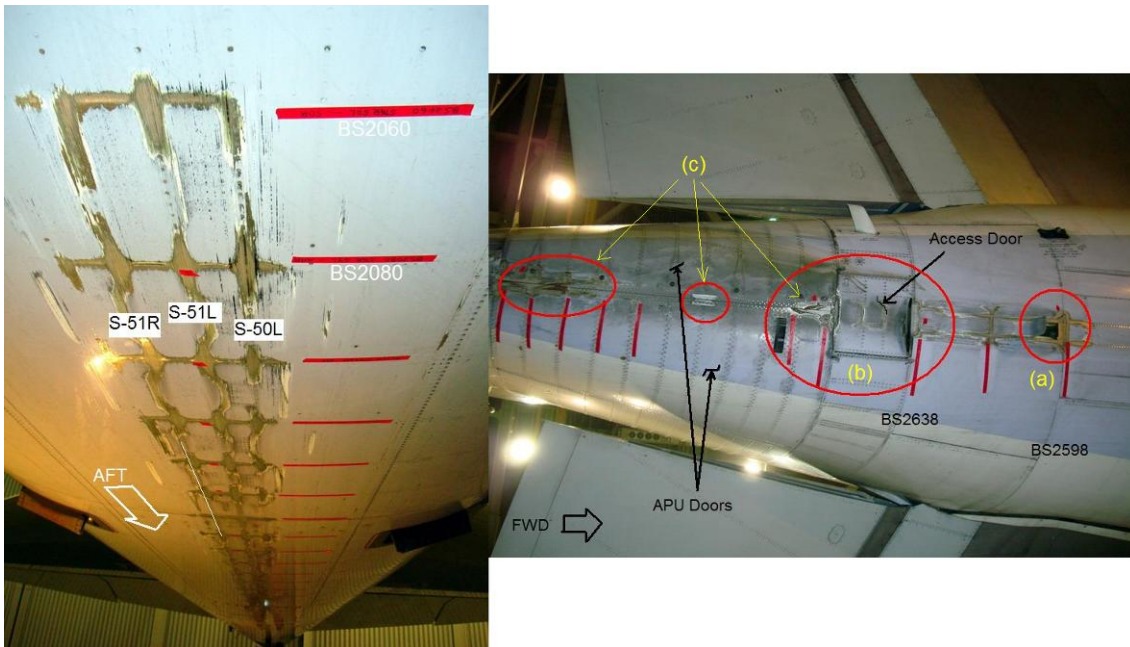 BS2060
BS2080
S-51R
S-51L
S-50L
AFT
(c)
Access Door
(b)
(a)
BS2638
BS2598
APU Doors
FWD